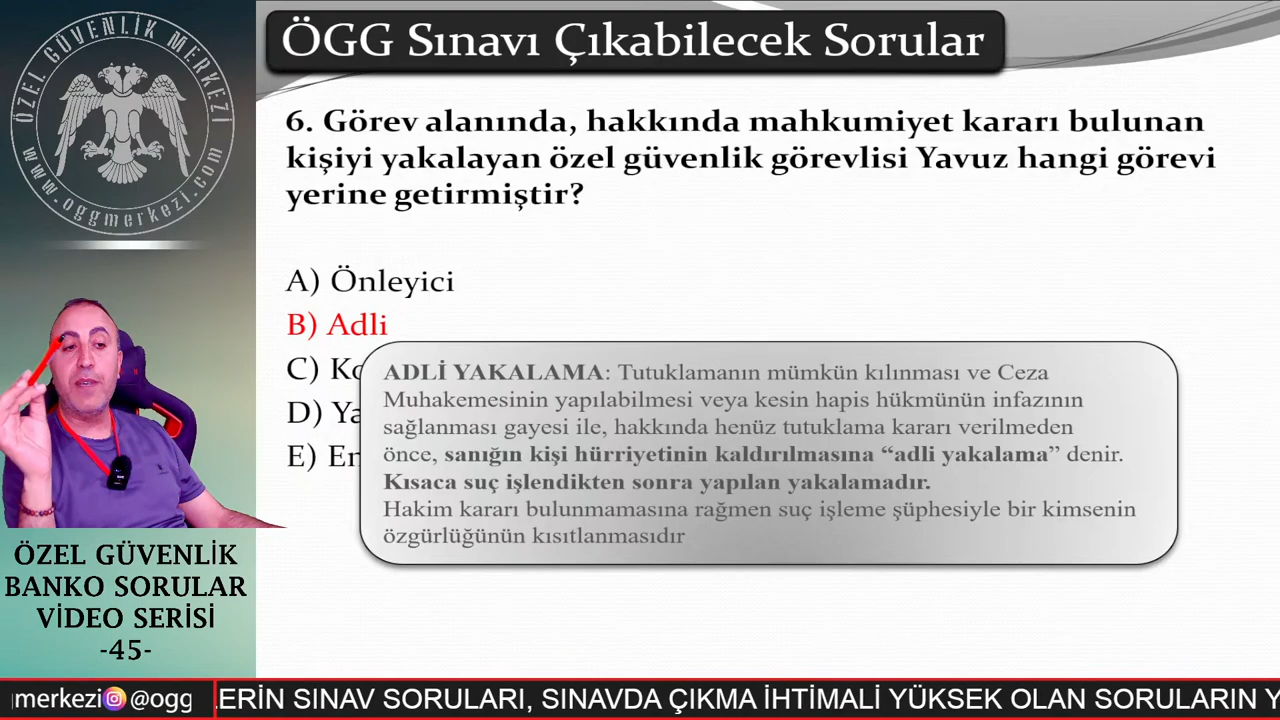 ÖZEL GÜVENLİK MERKEZİ
www.oggmerkezi.com
ÖGG Sınavı Çıkabilecek Sorular
6. Görev alanında, hakkında mahkumiyet kararı bulunan
kişiyi yakalayan özel güvenlik görevlisi Yavuz hangi görevi
yerine getirmiştir?
A) Önleyici
B) Adli
C) Ko
D) Ya
E) En
ADLİ YAKALAMA: Tutuklamanın mümkün kılınması ve Ceza
Muhakemesinin yapılabilmesi veya kesin hapis hükmünün infazının
sağlanması gayesi ile, hakkında henüz tutuklama kararı verilmeden
önce, sanığın kişi hürriyetinin kaldırılmasına “adli yakalama” denir.
Kısaca suç işlendikten sonra yapılan yakalamadır.
Hakim kararı bulunmamasına rağmen suç işleme şüphesiyle bir kimsenin
özgürlüğünün kısıtlanmasıdır
ÖZEL GÜVENLİK
BANKO SORULAR
VİDEO SERİSİ
-45-
merkezi @ogg
LERİN SINAV SORULARI, SINAVDA ÇIKMA İHTİMALİ YÜKSEK OLAN SORULARIN Y